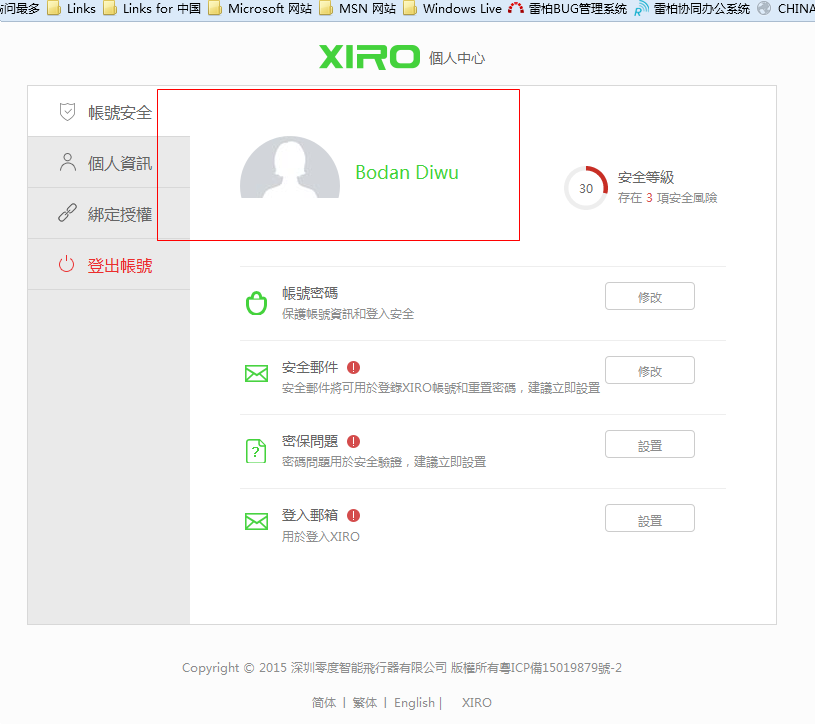 访问最多 Links Links for 中国 Microsoft 网站 MSN 网站 Windows Live 雷柏BUG管理系统 雷柏协同办公系统 CHINA
XIRO 個人中心
帳號安全
個人資訊
綁定授權
登出帳號
Bodan Diwu
30
安全等級
存在 3 項安全風險
帳號密碼
保護帳號資訊和登入安全
修改
安全郵件
安全郵件將可用於登錄XIRO帳號和重置密碼，建議立即設置
修改
密保問題
密碼問題用於安全驗證，建議立即設置
設置
登入郵箱
用於登入XIRO
設置
Copyright © 2015 深圳零度智能飛行器有限公司 版權所有粵ICP備15019879號-2
简体 | 繁体 | English | XIRO